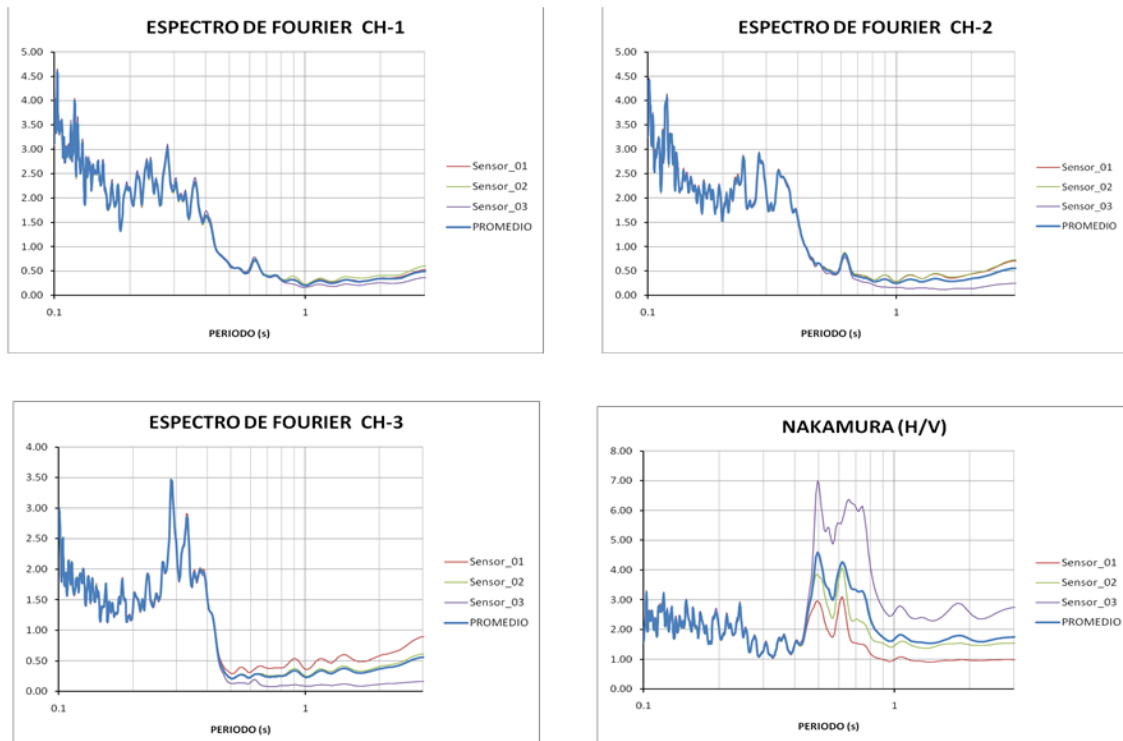 ESPECTRO DE FOURIER CH-1
5.00
4.50
4.00
3.50
3.00
2.50
2.00
1.50
1.00
0.50
0.00
0.1
1
PERIODO (s)
Sensor_01
Sensor_02
Sensor_03
PROMEDIO
ESPECTRO DE FOURIER CH-2
5.00
4.50
4.00
3.50
3.00
2.50
2.00
1.50
1.00
0.50
0.00
0.1
1
PERIODO (s)
Sensor_01
Sensor_02
Sensor_03
PROMEDIO
ESPECTRO DE FOURIER CH-3
4.00
3.50
3.00
2.50
2.00
1.50
1.00
0.50
0.00
0.1
1
PERIODO (s)
Sensor_01
Sensor_02
Sensor_03
PROMEDIO
NAKAMURA (H/V)
8.00
7.00
6.00
5.00
4.00
3.00
2.00
1.00
0.00
0.1
1
PERIODO (s)
Sensor_01
Sensor_02
Sensor_03
PROMEDIO